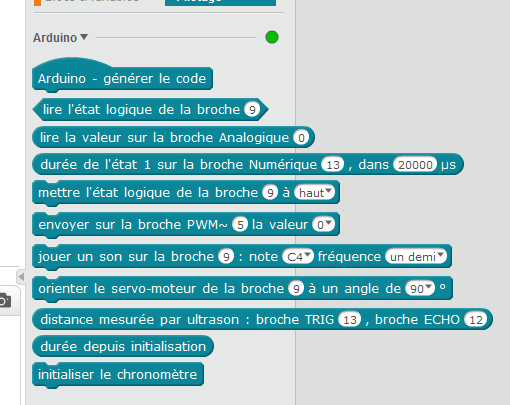 Pilotage
Arduino
Arduino - générer le code
lire l'état logique de la broche 9
lire la valeur sur la broche Analogique 0
durée de l'état 1 sur la broche Numérique 13 , dans 20000 µs
mettre l'état logique de la broche 9 à haut
envoyer sur la broche PWM~ 5 la valeur 0
jouer un son sur la broche 9 : note C4 fréquence un demi
orienter le servo-moteur de la broche 9 à un angle de 90 °
distance mesurée par ultrason : broche TRIG 13 , broche ECHO 12
durée depuis initialisation
initialiser le chronomètre